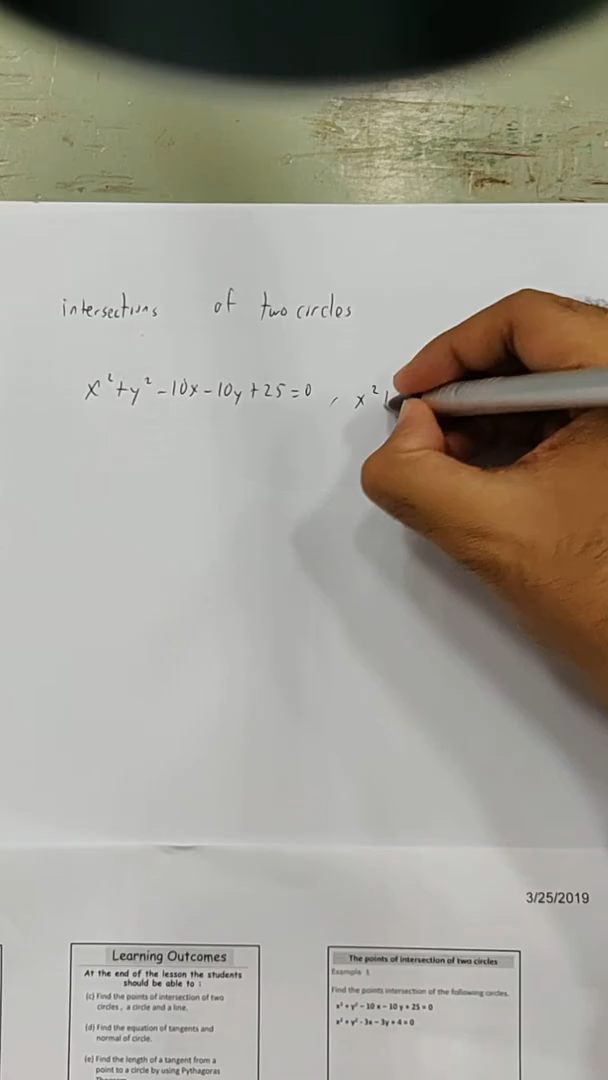 intersections of two circles
x² + y² - 10x - 10y + 25 = 0 , x²
3/25/2019
Learning Outcomes
At the end of the lesson the students
should be able to :
(c) Find the points of intersection of two
circles , a circle and a line.
(d) Find the equation of tangents and
normal of circle.
(e) Find the length of a tangent from a
point to a circle by using Pythagoras
The points of intersection of two circles
Example 1
Find the points intersection of the following circles.
x² + y² - 10 x - 10 y + 25 = 0
x² + y² - 3x - 3y + 4 = 0